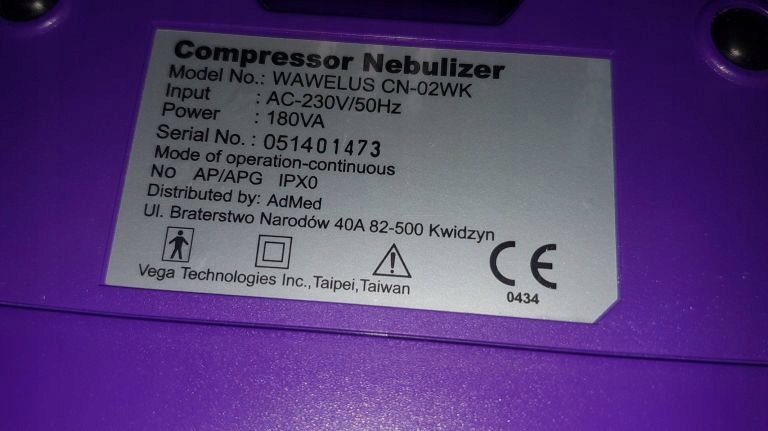 Compressor Nebulizer
Model No.: WAWELUS CN-02WK
Input : AC-230V/50Hz
Power : 180VA
Serial No. : 051401473
Mode of operation-continuous
No AP/APG IPX0
Distributed by: AdMed
Ul. Braterstwo Narodów 40A 82-500 Kwidzyn
CE
0434
Vega Technologies Inc., Taipei, Taiwan